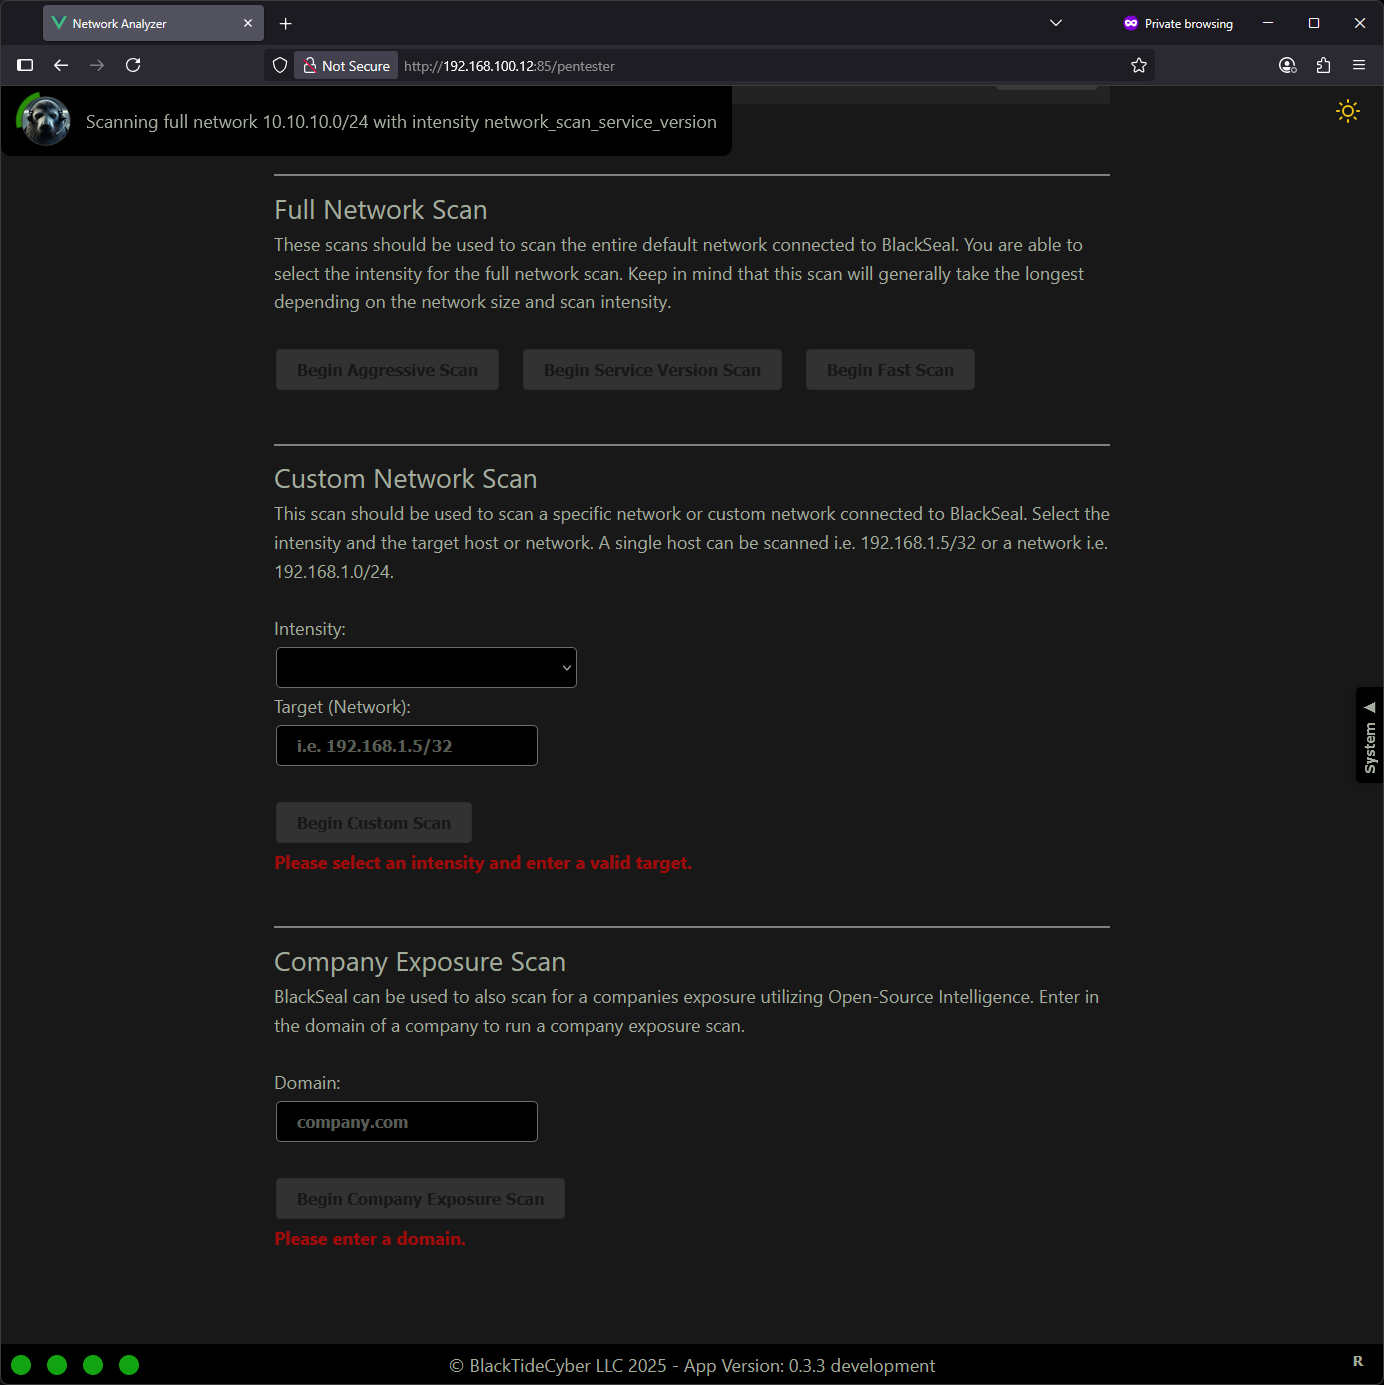 Network Analyzer
Private browsing
Not Secure
http://192.168.100.12:85/pentester
Scanning full network 10.10.10.0/24 with intensity network_scan_service_version
Full Network Scan
These scans should be used to scan the entire default network connected to BlackSeal. You are able to
select the intensity for the full network scan. Keep in mind that this scan will generally take the longest
depending on the network size and scan intensity.
Begin Aggressive Scan
Begin Service Version Scan
Begin Fast Scan
Custom Network Scan
This scan should be used to scan a specific network or custom network connected to BlackSeal. Select the
intensity and the target host or network. A single host can be scanned i.e. 192.168.1.5/32 or a network i.e.
192.168.1.0/24.
Intensity:
Target (Network):
i.e. 192.168.1.5/32
System
Begin Custom Scan
Please select an intensity and enter a valid target.
Company Exposure Scan
BlackSeal can be used to also scan for a companies exposure utilizing Open-Source Intelligence. Enter in
the domain of a company to run a company exposure scan.
Domain:
company.com
Begin Company Exposure Scan
Please enter a domain.
© BlackTideCyber LLC 2025 - App Version: 0.3.3 development
R